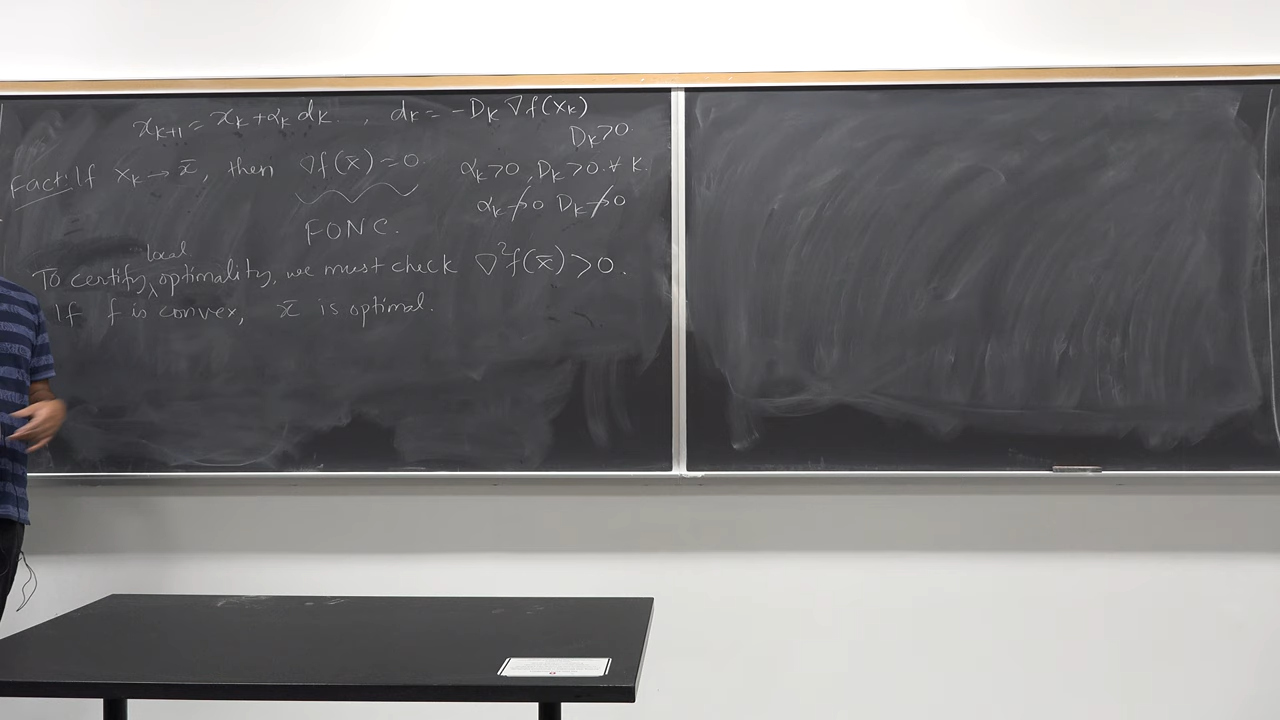 x_{k+1} = x_k + α_k d_k , d_k = -D_k ∇f(x_k)
D_k > 0.
Fact: If x_k → x̄, then ∇f(x̄) = 0. α_k > 0, D_k > 0 ∀ k.
α_k ↛ 0 D_k ↛ 0
FONC.
local
To certify ‸ optimality, we must check ∇²f(x̄) > 0.
If f is convex, x̄ is optimal.